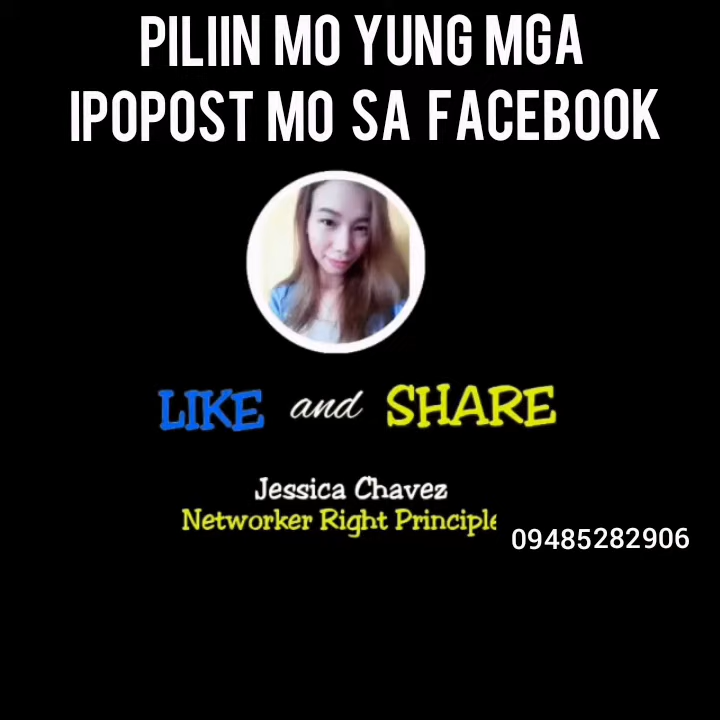 PILIIN MO YUNG MGA
IPOPOST MO SA FACEBOOK
LIKE and SHARE
Jessica Chavez
Networker Right Principle
09485282906